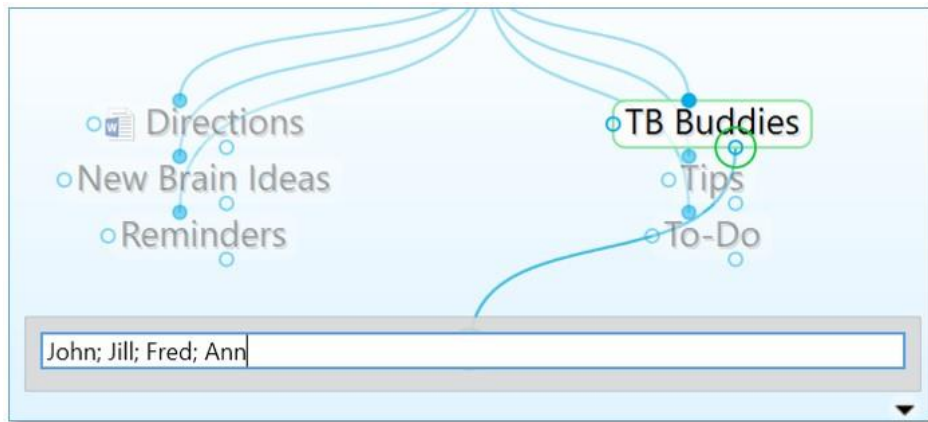 Directions
TB Buddies
New Brain Ideas
Tips
Reminders
To-Do
John; Jill; Fred; Ann